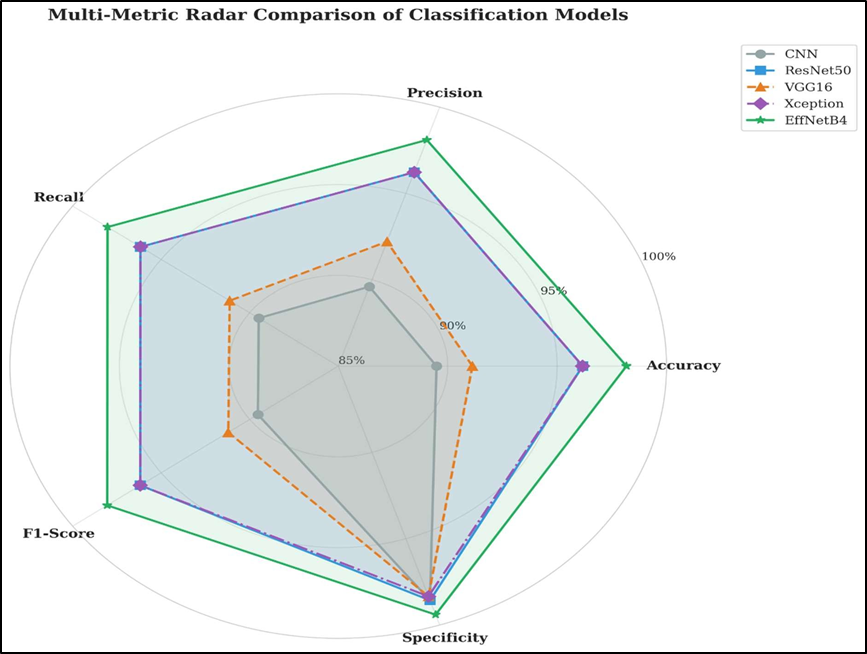 Multi-Metric Radar Comparison of Classification Models
CNN
ResNet50
VGG16
Xception
EffNetB4
Precision
Recall
100%
95%
90%
85%
Accuracy
F1-Score
Specificity